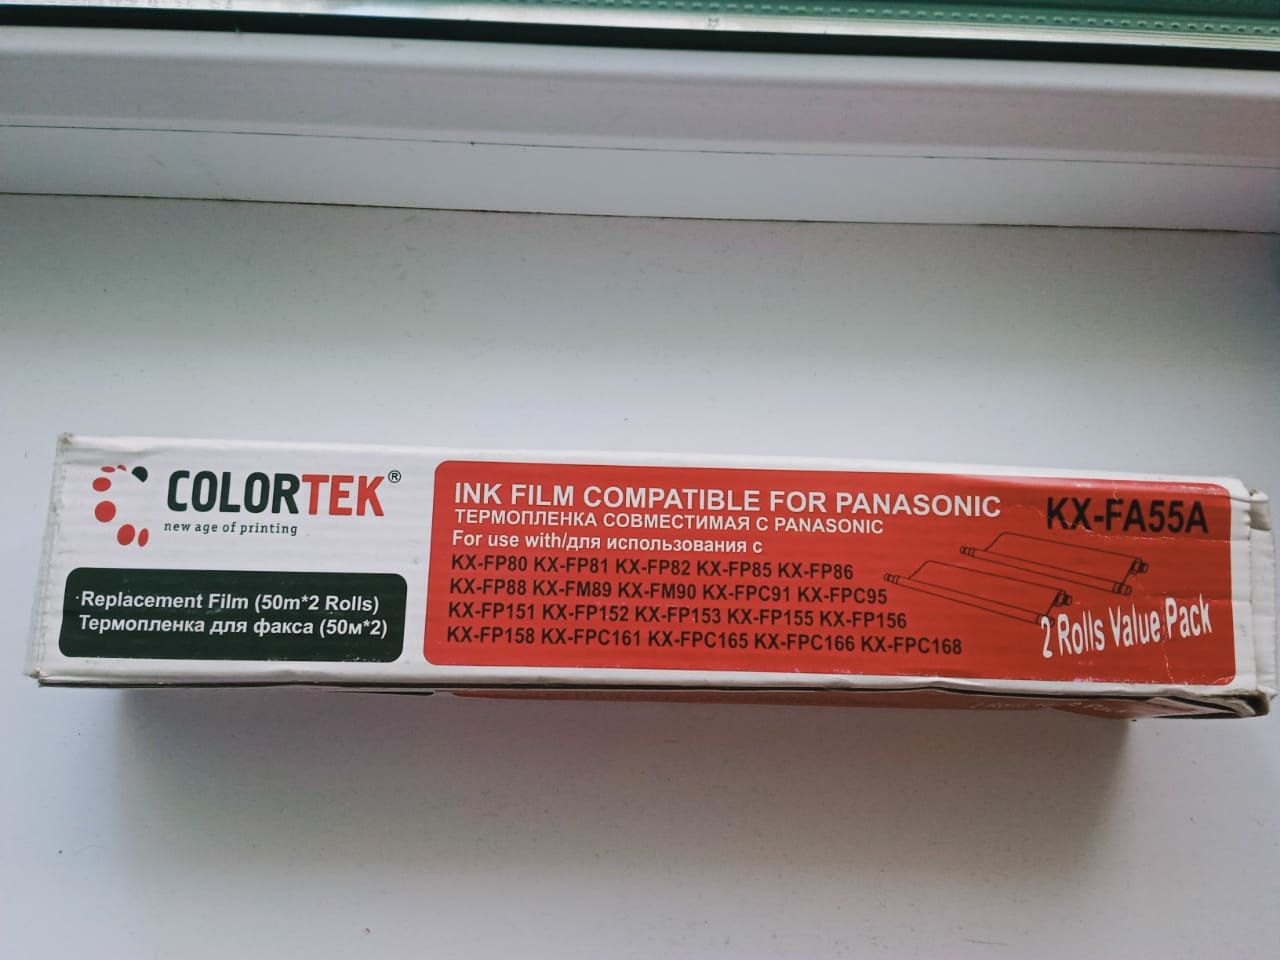 COLORTEK®
new age of printing
·Replacement Film (50m*2 Rolls)
Термопленка для факса (50м*2)
INK FILM COMPATIBLE FOR PANASONIC
ТЕРМОПЛЕНКА СОВМЕСТИМАЯ С PANASONIC
For use with/для использования с
KX-FP80 KX-FP81 KX-FP82 KX-FP85 KX-FP86
KX-FP88 KX-FM89 KX-FM90 KX-FPC91 KX-FPC95
KX-FP151 KX-FP152 KX-FP153 KX-FP155 KX-FP156
KX-FP158 KX-FPC161 KX-FPC165 KX-FPC166 KX-FPC168
KX-FA55A
2 Rolls Value Pack